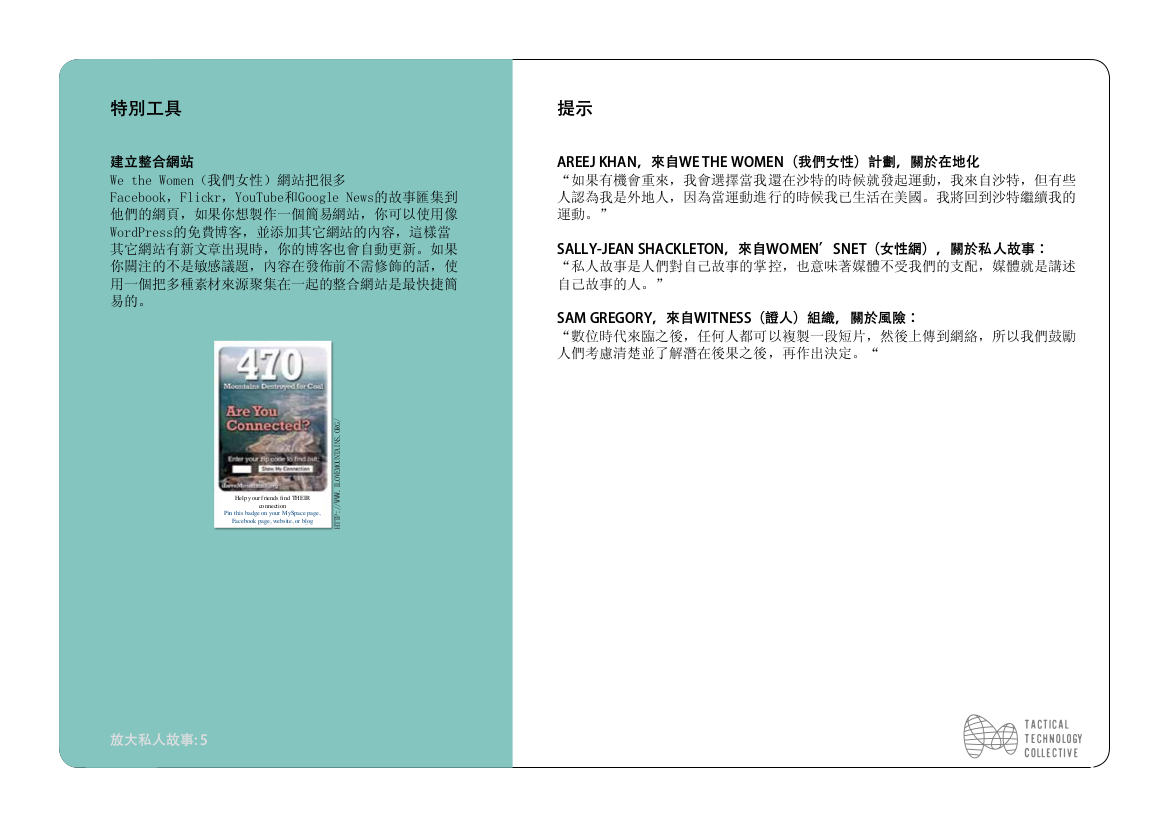 特別工具
建立整合網站
We the Women（我們女性）網站把很多
Facebook，Flickr，YouTube和Google News的故事匯集到
他們的網頁，如果你想製作一個簡易網站，你可以使用像
WordPress的免費博客，並添加其它網站的內容，這樣當
其它網站有新文章出現時，你的博客也會自動更新。如果
你關注的不是敏感議題，內容在發佈前不需修飾的話，使
用一個把多種素材來源聚集在一起的整合網站是最快捷簡
易的。
470
Mountains Destroyed for Coal
Are You
Connected?
Enter your zip code to find out:
Show My Connection
iLoveMountains.org
Help your friends find THEIR
connection
Pin this badge on your MySpace page,
Facebook page, website, or blog
HTTP://WWW.ILOVEMOUNTAINS.ORG/
放大私人故事: 5
提示
AREEJ KHAN，來自WE THE WOMEN（我們女性）計劃，關於在地化
“如果有機會重來，我會選擇當我還在沙特的時候就發起運動，我來自沙特，但有些
人認為我是外地人，因為當運動進行的時候我已生活在美國。我將回到沙特繼續我的
運動。”
SALLY-JEAN SHACKLETON，來自WOMEN’SNET（女性網），關於私人故事：
“私人故事是人們對自己故事的掌控，也意味著媒體不受我們的支配，媒體就是講述
自己故事的人。”
SAM GREGORY，來自WITNESS（證人）組織，關於風險：
“數位時代來臨之後，任何人都可以複製一段短片，然後上傳到網絡，所以我們鼓勵
人們考慮清楚並了解潛在後果之後，再作出決定。“
TACTICAL
TECHNOLOGY
COLLECTIVE